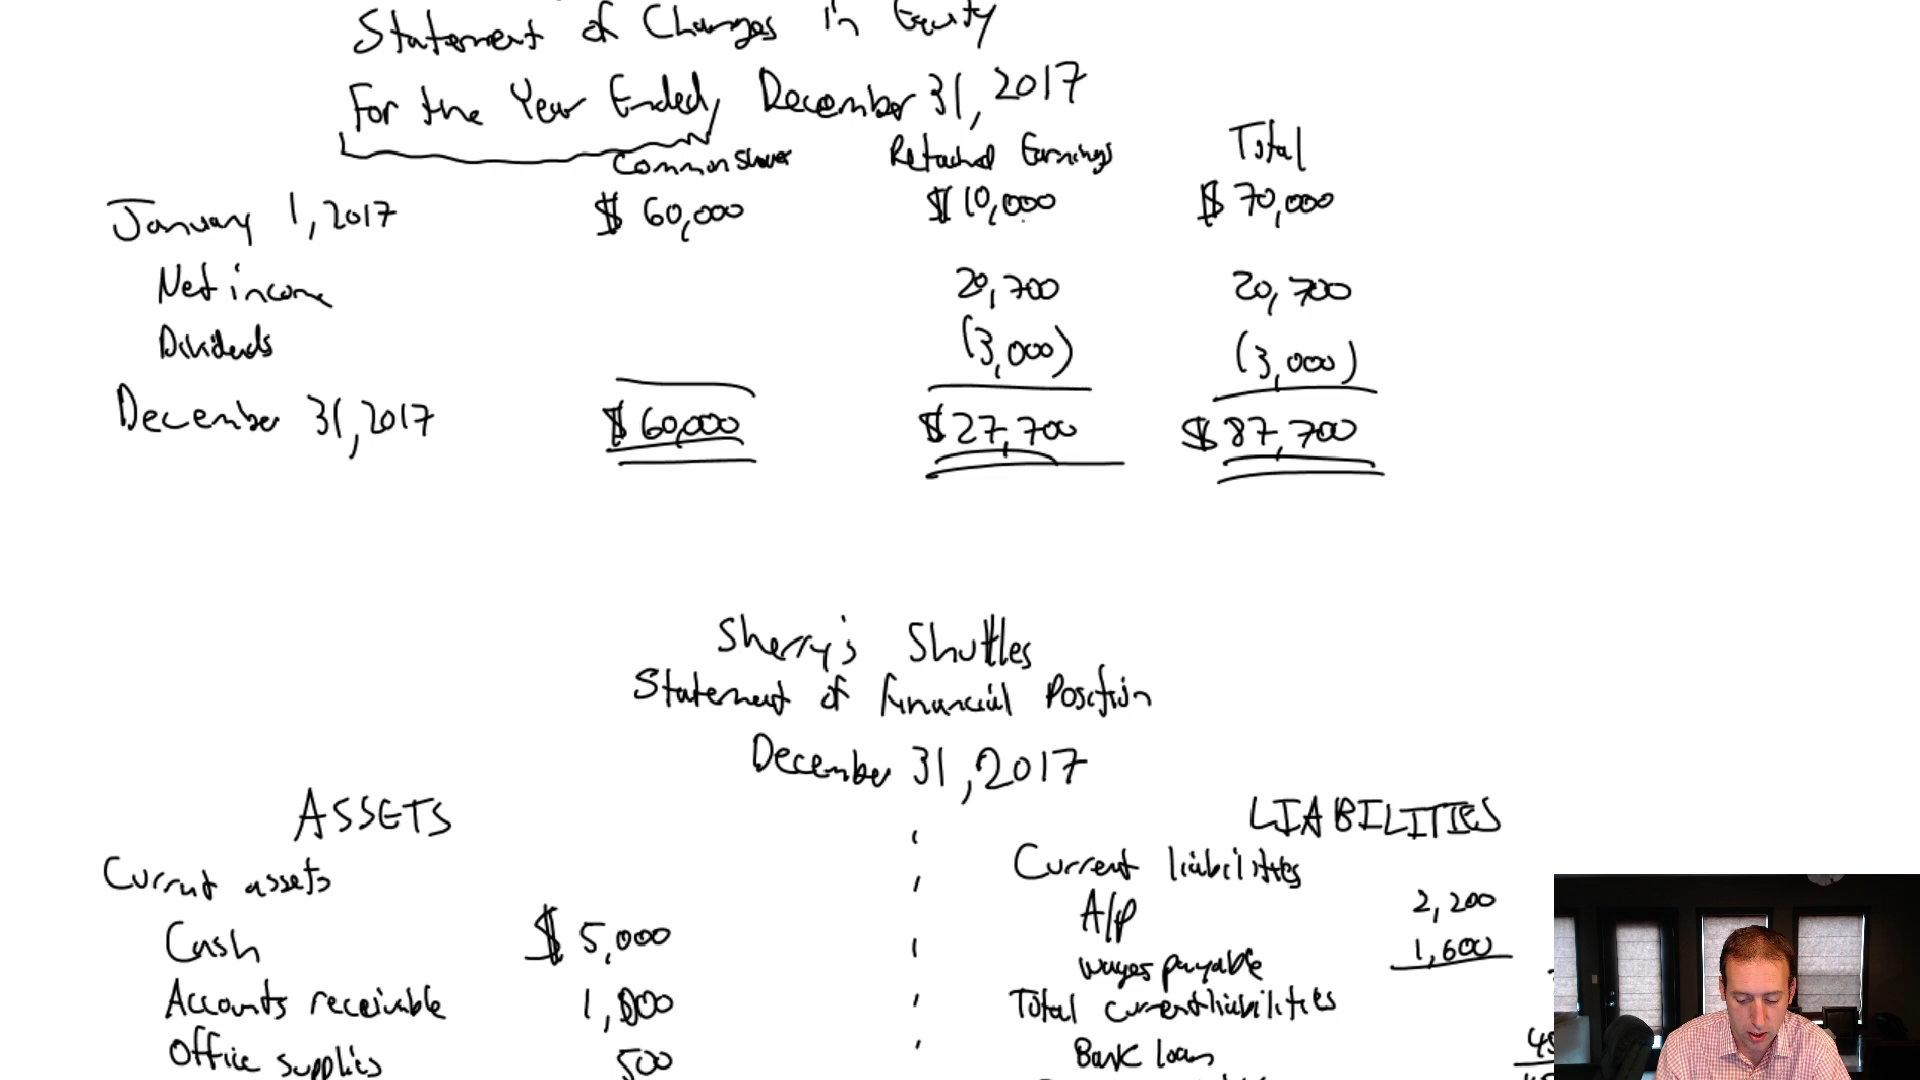 Statement of Changes in Equity
For the Year Ended, December 31, 2017
Common Shares Retained Earnings Total
January 1, 2017 $ 60,000 $ 10,000 $ 70,000
Net income 20,700 20,700
Dividends (3,000) (3,000)
December 31, 2017 $ 60,000 $ 27,700 $ 87,700
Sherry's Shuttles
Statement of Financial Position
December 31, 2017
ASSETS
Current assets
Cash $ 5,000
Accounts receivable 1,000
Office supplies 500
LIABILITIES
Current liabilities
A/P 2,200
Wages payable 1,600
Total current liabilities
Bank loan